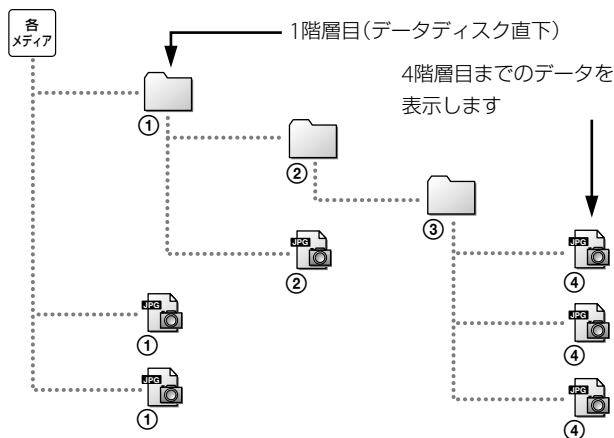 各
メディア
1階層目(データディスク直下)
4階層目までのデータを
表示します
①
②
③
JPG
②
JPG
④
JPG
①
JPG
④
JPG
①
JPG
④